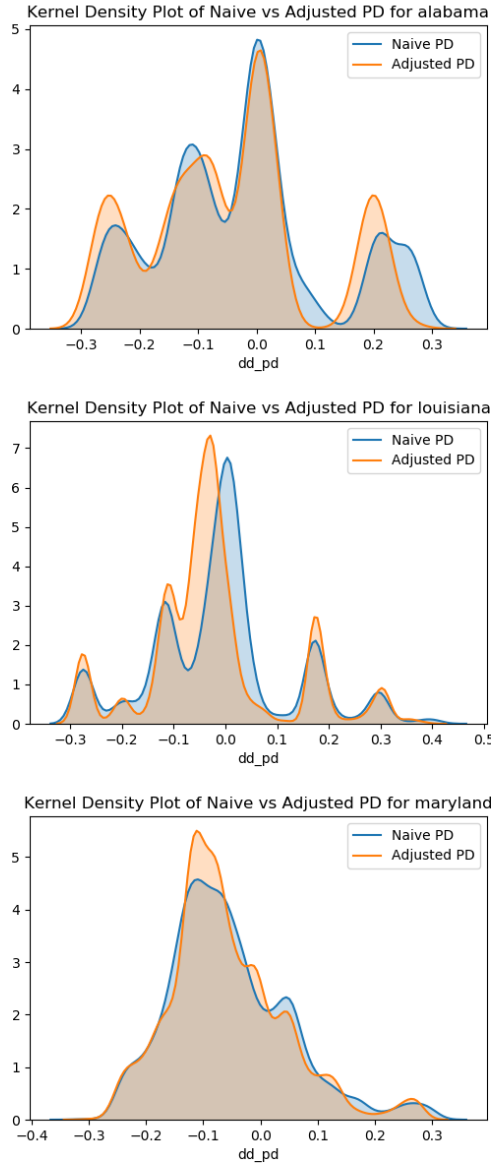 Kernel Density Plot of Naive vs Adjusted PD for alabama
Naive PD
Adjusted PD
5
4
3
2
1
0
−0.3 −0.2 −0.1 0.0 0.1 0.2 0.3
dd_pd
Kernel Density Plot of Naive vs Adjusted PD for louisiana
Naive PD
Adjusted PD
7
6
5
4
3
2
1
0
−0.3 −0.2 −0.1 0.0 0.1 0.2 0.3 0.4 0.5
dd_pd
Kernel Density Plot of Naive vs Adjusted PD for maryland
Naive PD
Adjusted PD
5
4
3
2
1
0
−0.4 −0.3 −0.2 −0.1 0.0 0.1 0.2 0.3
dd_pd